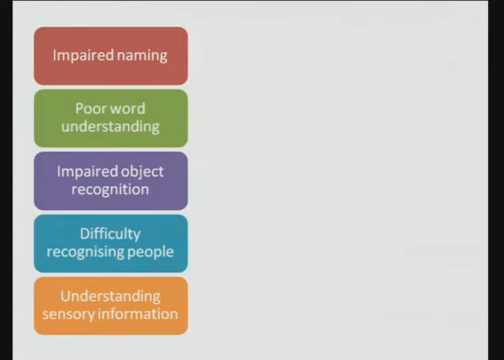 Impaired naming
Poor word
understanding
Impaired object
recognition
Difficulty
recognising people
Understanding
sensory information